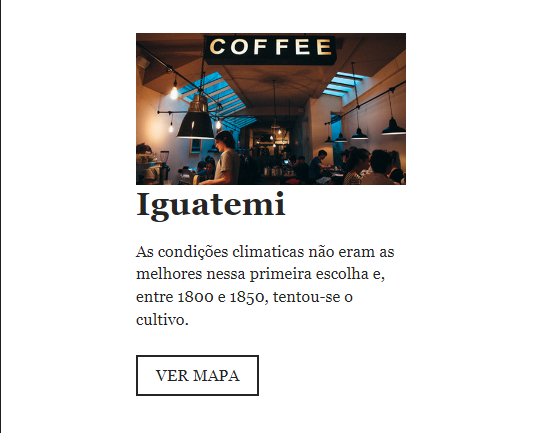 COFFEE
Iguatemi
As condições climaticas não eram as
melhores nessa primeira escolha e,
entre 1800 e 1850, tentou-se o
cultivo.
VER MAPA